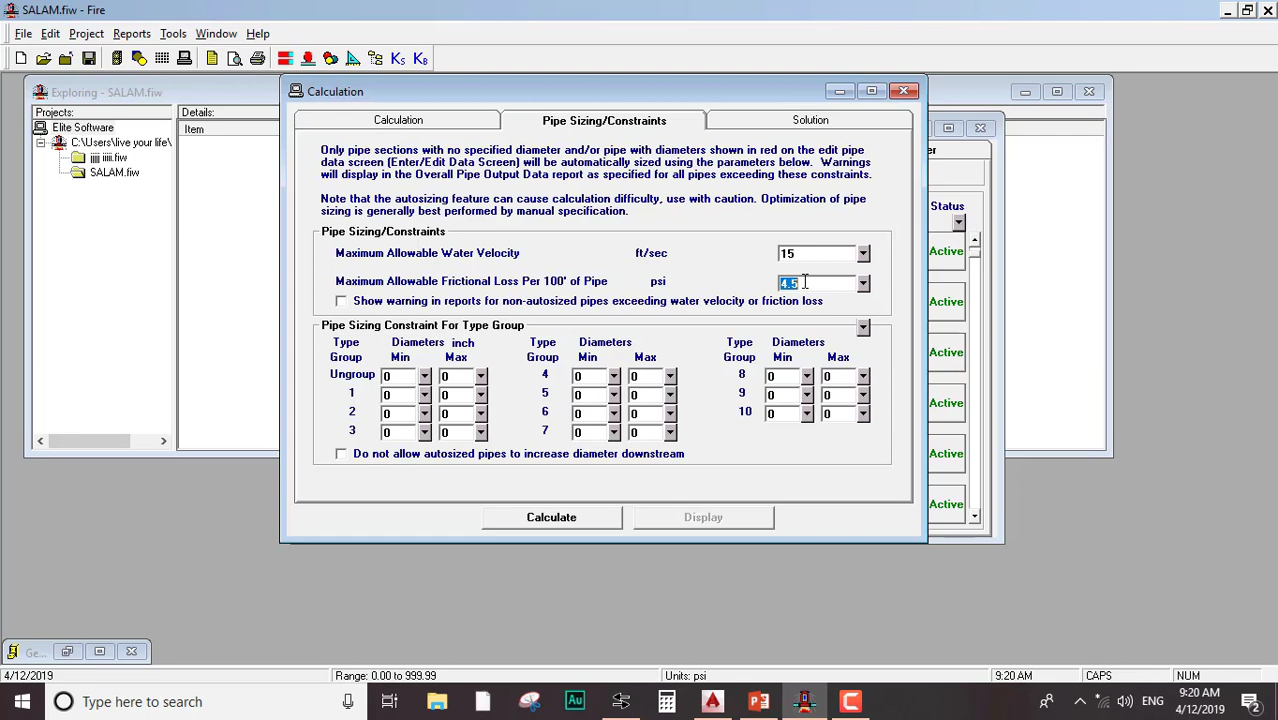 SALAM.fiw - Fire
File Edit Project Reports Tools Window Help
KS KB
Exploring - SALAM.fiw
Projects:
Details:
Elite Software
Item
C:\Users\live your life\
SALAM.fiw
Calculation
Calculation
Pipe Sizing/Constraints
Solution
Only pipe sections with no specified diameter and/or pipe with diameters shown in red on the edit pipe
data screen (Enter/Edit Data Screen) will be automatically sized using the parameters below. Warnings
will display in the Overall Pipe Output Data report as specified for all pipes exceeding these constraints.
Note that the autosizing feature can cause calculation difficulty, use with caution. Optimization of pipe
sizing is generally best performed by manual specification.
Pipe Sizing/Constraints
Maximum Allowable Water Velocity ft/sec 15
Maximum Allowable Frictional Loss Per 100' of Pipe psi 4.5
Show warning in reports for non-autosized pipes exceeding water velocity or friction loss
Pipe Sizing Constraint For Type Group
Type Diameters inch Type Diameters Type Diameters
Group Min Max Group Min Max Group Min Max
Ungroup 0 0 4 0 0 8 0 0
1 0 0 5 0 0 9 0 0
2 0 0 6 0 0 10 0 0
3 0 0 7 0 0
Do not allow autosized pipes to increase diameter downstream
Calculate
Display
er
Status
Active
Active
Active
Active
Active
Active
Ge...
4/12/2019 Range: 0.00 to 999.99 Units: psi 9:20 AM CAPS NUM
Type here to search
Au
ENG
9:20 AM
4/12/2019
2